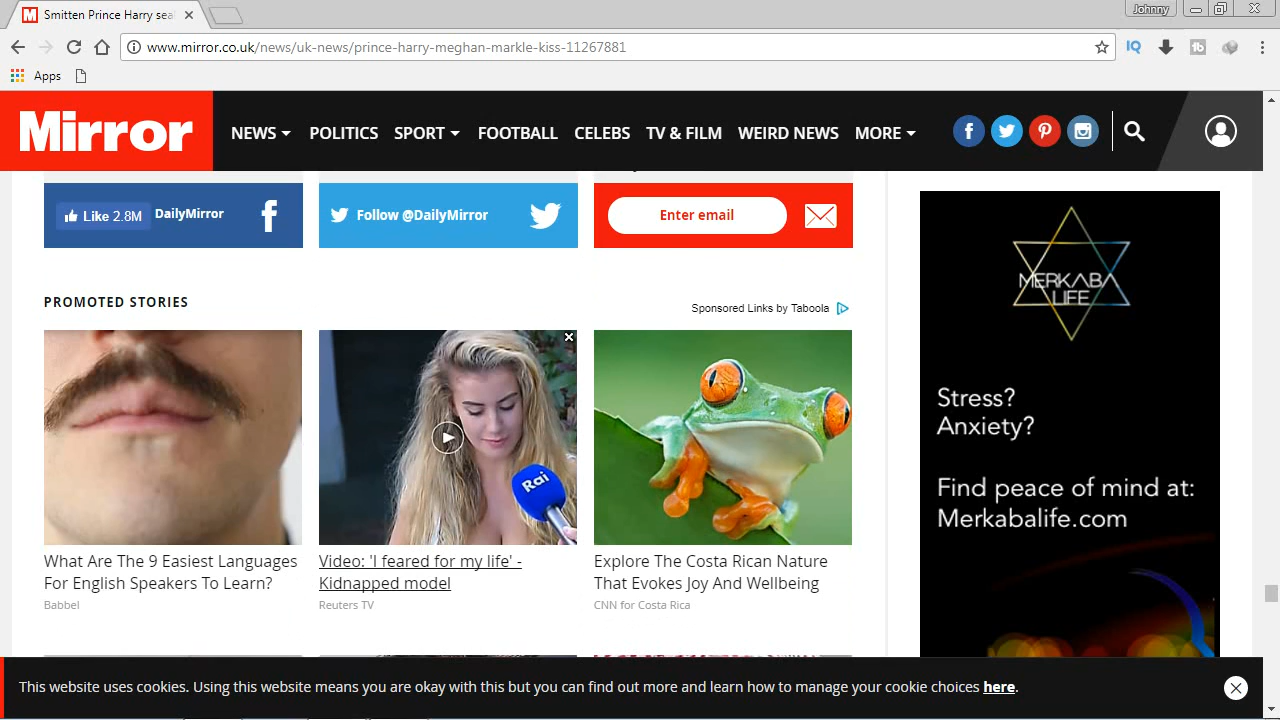 Smitten Prince Harry seal
Johnny
www.mirror.co.uk/news/uk-news/prince-harry-meghan-markle-kiss-11267881
IQ
Apps
Mirror
NEWS POLITICS SPORT FOOTBALL CELEBS TV & FILM WEIRD NEWS MORE
Like 2.8M DailyMirror
Follow @DailyMirror
Enter email
PROMOTED STORIES
Sponsored Links by Taboola
Rai
What Are The 9 Easiest Languages
For English Speakers To Learn?
Babbel
Video: 'I feared for my life' -
Kidnapped model
Reuters TV
Explore The Costa Rican Nature
That Evokes Joy And Wellbeing
CNN for Costa Rica
MERKABA
LIFE
Stress?
Anxiety?
Find peace of mind at:
Merkabalife.com
This website uses cookies. Using this website means you are okay with this but you can find out more and learn how to manage your cookie choices here.